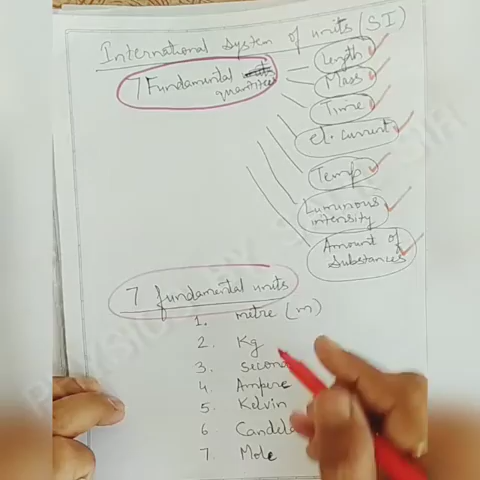 International system of units (SI)
7 Fundamental
quantities
Length
Mass
Time
el. current
Temp
Luminious
intensity
Amount of
Substances
7 fundamental units
1. metre (m)
2. Kg
3. second
4 Ampere
5. Kelvin
6 Candela
7. Mole